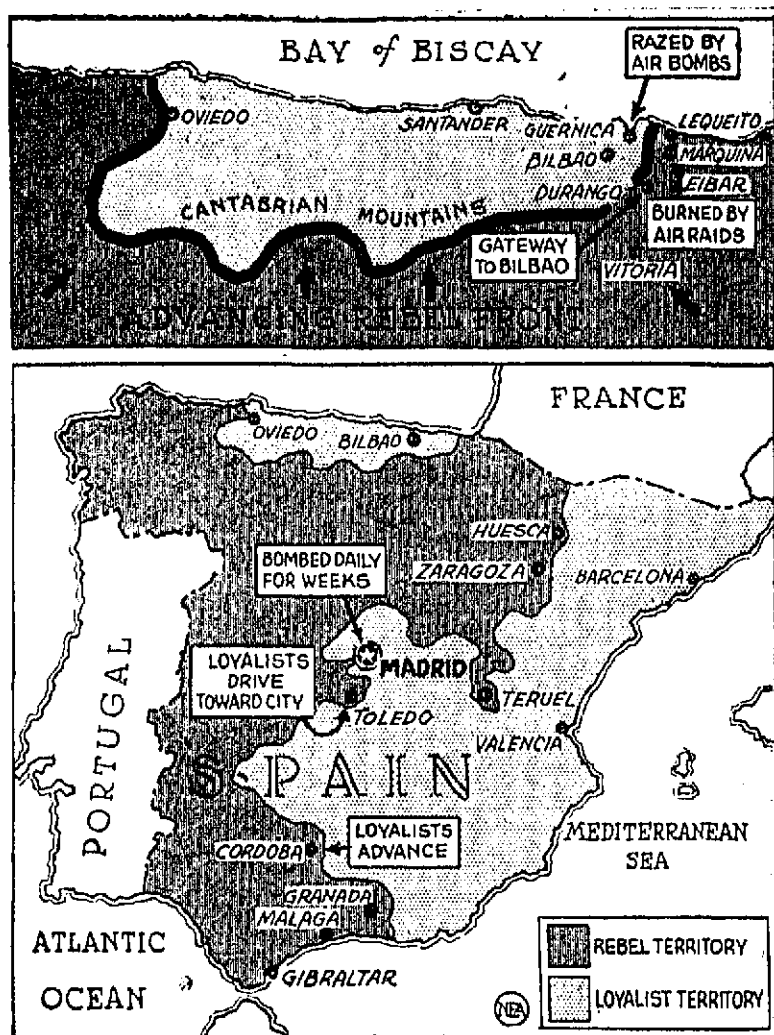 BAY of BISCAY
RAZED BY
AIR BOMBS
OVIEDO
SANTANDER
GUERNICA
LEQUEITO
BILBAO
MARQUINA
DURANGO
EIBAR
CANTABRIAN
MOUNTAINS
BURNED BY
AIR RAIDS
GATEWAY
TO BILBAO
VITORIA
ADVANCING REBEL FRONT
FRANCE
OVIEDO
BILBAO
HUESCA
BOMBED DAILY
FOR WEEKS
ZARAGOZA
BARCELONA
MADRID
LOYALISTS
DRIVE
TOWARD CITY
TOLEDO
TERUEL
VALENCIA
PORTUGAL
SPAIN
MEDITERRANEAN
SEA
CORDOBA
LOYALISTS
ADVANCE
GRANADA
MALAGA
ATLANTIC
OCEAN
GIBRALTAR
REBEL TERRITORY
LOYALIST TERRITORY
NEA